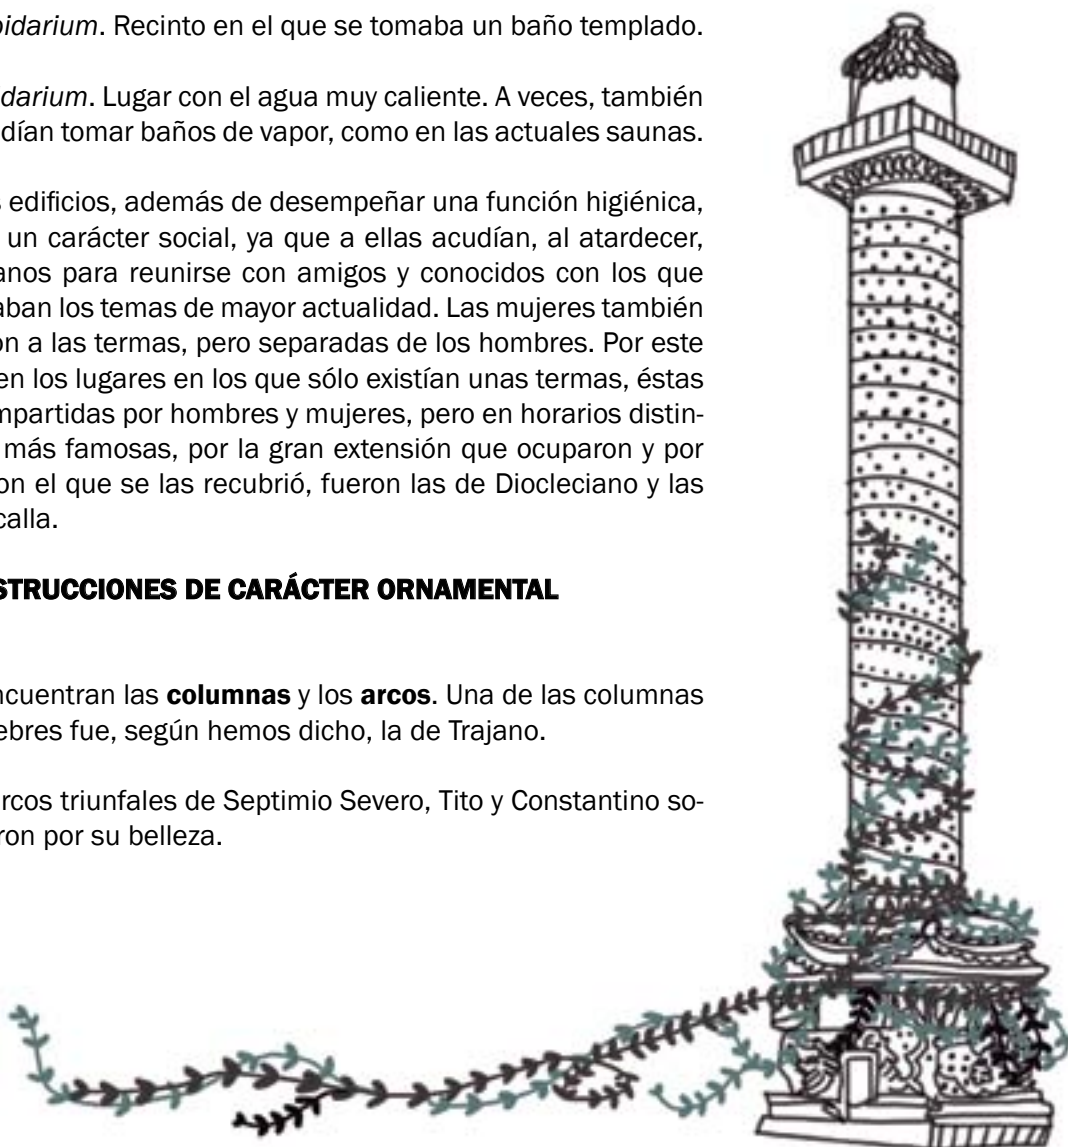 pidarium. Recinto en el que se tomaba un baño templado.
darium. Lugar con el agua muy caliente. A veces, también
dían tomar baños de vapor, como en las actuales saunas.
s edificios, además de desempeñar una función higiénica,
un carácter social, ya que a ellas acudían, al atardecer,
anos para reunirse con amigos y conocidos con los que
aban los temas de mayor actualidad. Las mujeres también
on a las termas, pero separadas de los hombres. Por este
en los lugares en los que sólo existían unas termas, éstas
mpartidas por hombres y mujeres, pero en horarios distin-
más famosas, por la gran extensión que ocuparon y por
on el que se las recubrió, fueron las de Diocleciano y las
calla.
STRUCCIONES DE CARÁCTER ORNAMENTAL
ncuentran las columnas y los arcos. Una de las columnas
ebres fue, según hemos dicho, la de Trajano.
rcos triunfales de Septimio Severo, Tito y Constantino so-
ron por su belleza.